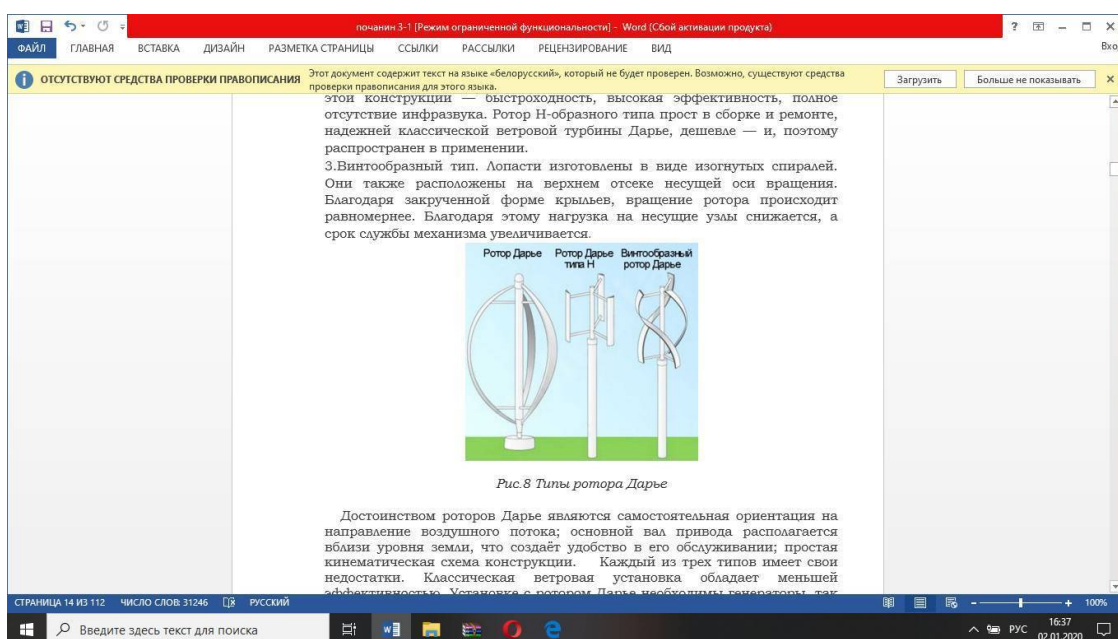 почанин 3-1 [Режим ограниченной функциональности] - Word (Сбой активации продукта)
ФАЙЛ ГЛАВНАЯ ВСТАВКА ДИЗАЙН РАЗМЕТКА СТРАНИЦЫ ССЫЛКИ РАССЫЛКИ РЕЦЕНЗИРОВАНИЕ ВИД Вхо
ОТСУТСТВУЮТ СРЕДСТВА ПРОВЕРКИ ПРАВОПИСАНИЯ Этот документ содержит текст на языке «белорусский», который не будет проверен. Возможно, существуют средства
проверки правописания для этого языка.
Загрузить Больше не показывать
этой конструкции — быстроходность, высокая эффективность, полное
отсутствие инфразвука. Ротор Н-образного типа прост в сборке и ремонте,
надежней классической ветровой турбины Дарье, дешевле — и, поэтому
распространен в применении.
3.Винтообразный тип. Лопасти изготовлены в виде изогнутых спиралей.
Они также расположены на верхнем отсеке несущей оси вращения.
Благодаря закрученной форме крыльев, вращение ротора происходит
равномернее. Благодаря этому нагрузка на несущие узлы снижается, а
срок службы механизма увеличивается.
Ротор Дарье Ротор Дарье Винтообразный
типа Н ротор Дарье
Рис.8 Типы ротора Дарье
Достоинством роторов Дарье являются самостоятельная ориентация на
направление воздушного потока; основной вал привода располагается
вблизи уровня земли, что создаёт удобство в его обслуживании; простая
кинематическая схема конструкции. Каждый из трех типов имеет свои
недостатки. Классическая ветровая установка обладает меньшей
эффективностью. Установке с ротором Дарье необходимы генераторы, так
СТРАНИЦА 14 ИЗ 112 ЧИСЛО СЛОВ: 31246 РУССКИЙ 100%
Введите здесь текст для поиска РУС 16:37
02.01.2020